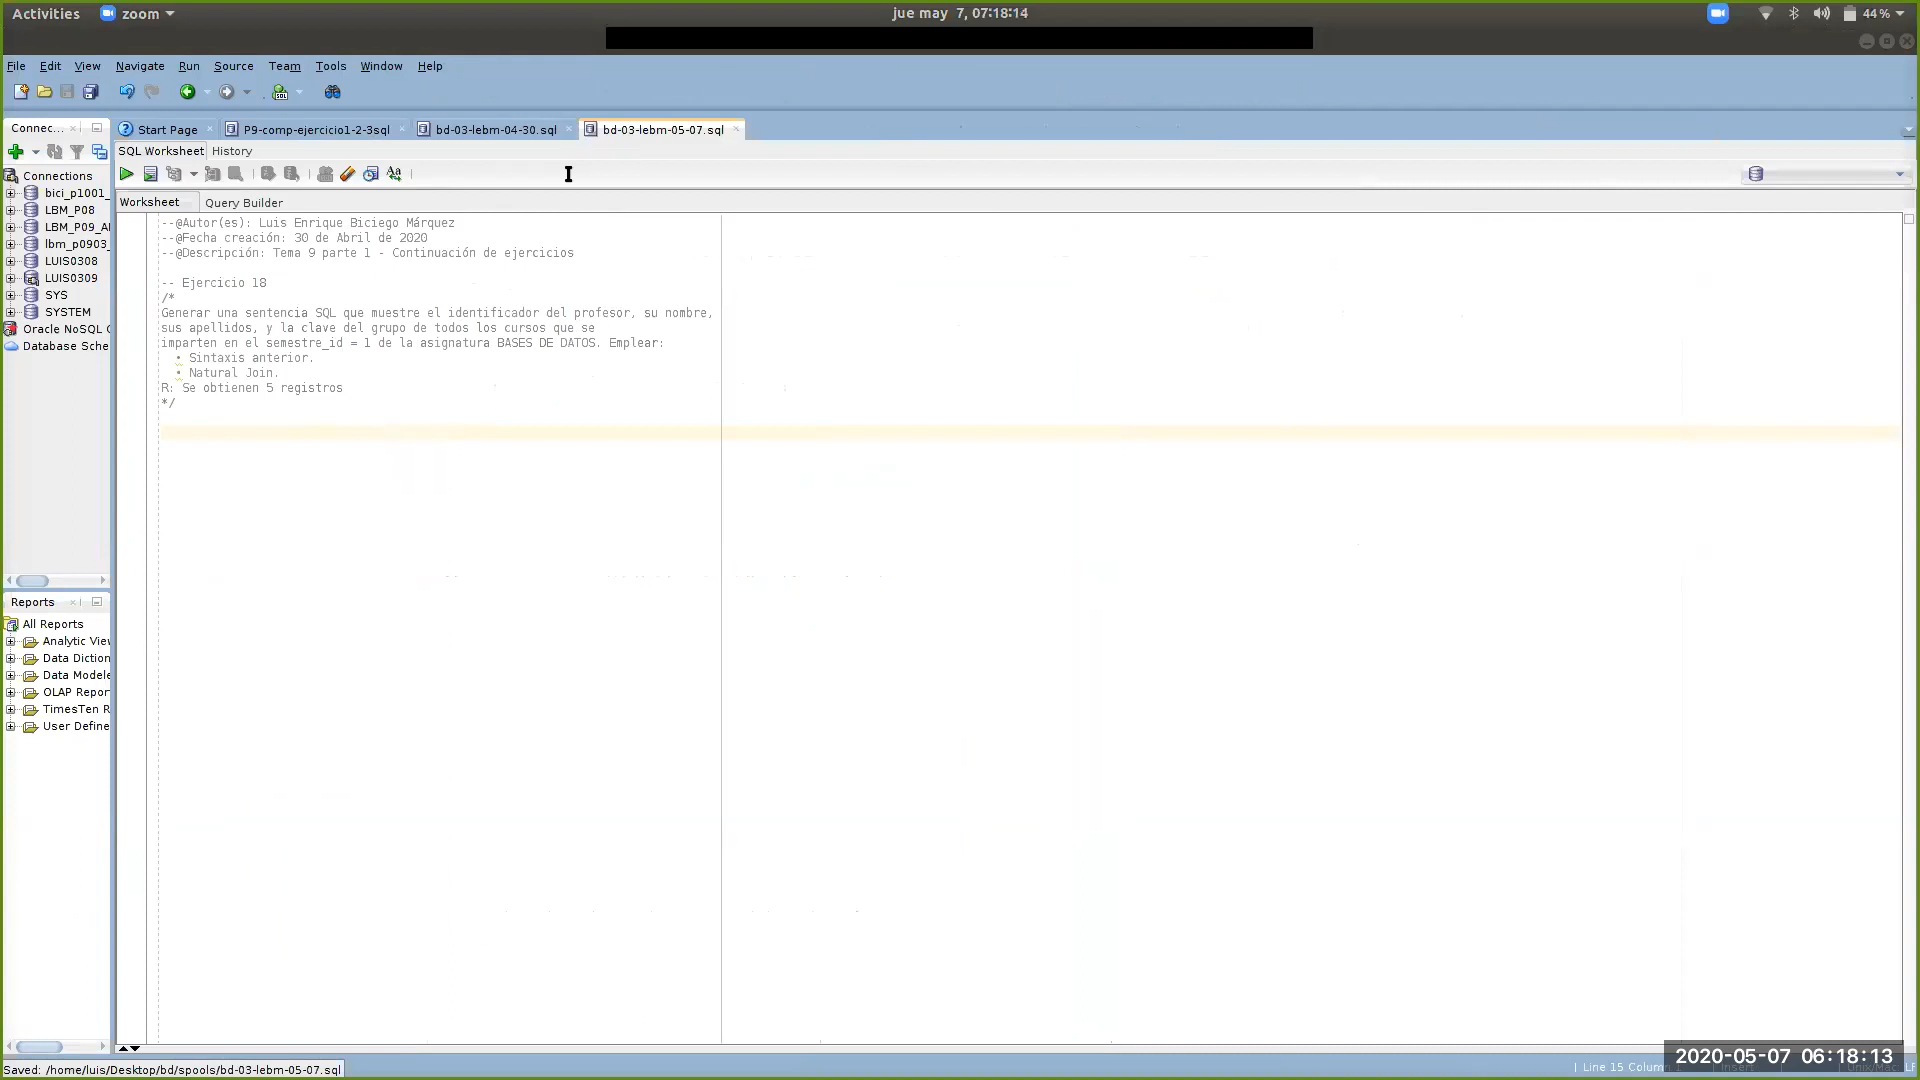 Activities zoom jue may 7, 07:18:14 44 %
File Edit View Navigate Run Source Team Tools Window Help
Connec... Start Page P9-comp-ejercicio1-2-3sql bd-03-lebm-04-30.sql bd-03-lebm-05-07.sql
SQL Worksheet History
Worksheet Query Builder
Connections
bici_p1001_
LBM_P08
LBM_P09_A
lbm_p0903_
LUIS0308
LUIS0309
SYS
SYSTEM
Oracle NoSQL
Database Sche
Reports
All Reports
Analytic Vie
Data Diction
Data Modele
OLAP Repor
TimesTen R
User Define
--@Autor(es): Luis Enrique Biciego Márquez
--@Fecha creación: 30 de Abril de 2020
--@Descripción: Tema 9 parte 1 - Continuación de ejercicios
-- Ejercicio 18
/*
Generar una sentencia SQL que muestre el identificador del profesor, su nombre,
sus apellidos, y la clave del grupo de todos los cursos que se
imparten en el semestre_id = 1 de la asignatura BASES DE DATOS. Emplear:
• Sintaxis anterior.
• Natural Join.
R: Se obtienen 5 registros
*/
Saved: /home/luis/Desktop/bd/spools/bd-03-lebm-05-07.sql
| Line 15 Column
2020-05-07 06:18:13